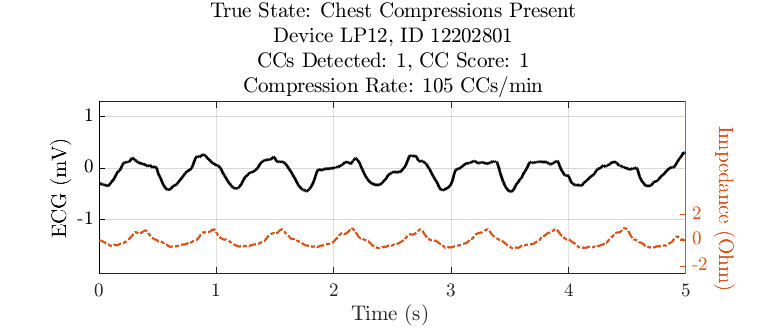 True State: Chest Compressions Present
Device LP12, ID 12202801
CCs Detected: 1, CC Score: 1
Compression Rate: 105 CCs/min
ECG (mV)
1
0
-1
Impedance (Ohm)
2
0
-2
0 1 2 3 4 5
Time (s)